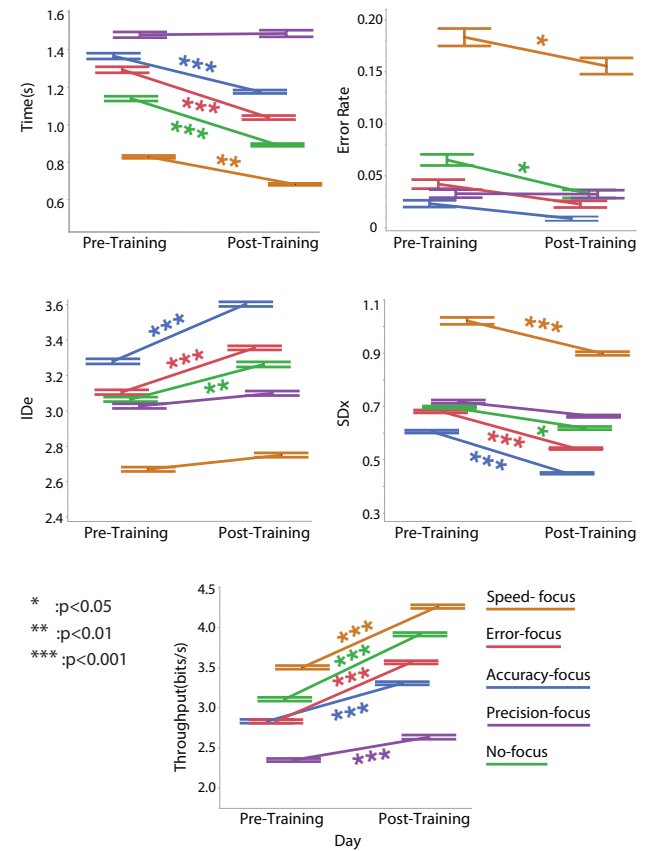 1.6
1.4
1.2
1.0
0.8
0.6
Time(s)
Pre-Training Post-Training
***
***
***
**
0.20
0.15
0.10
0.05
0
Error Rate
Pre-Training Post-Training
*
*
3.6
3.4
3.2
3.0
2.8
2.6
2.4
IDe
Pre-Training Post-Training
***
***
**
1.1
0.9
0.7
0.5
0.3
SDx
Pre-Training Post-Training
***
***
*
***
* :p<0.05
** :p<0.01
*** :p<0.001
4.5
4.0
3.5
3.0
2.5
2.0
Throughput(bits/s)
Pre-Training Post-Training
Day
***
***
***
***
***
Speed- focus
Error-focus
Accuracy-focus
Precision-focus
No-focus